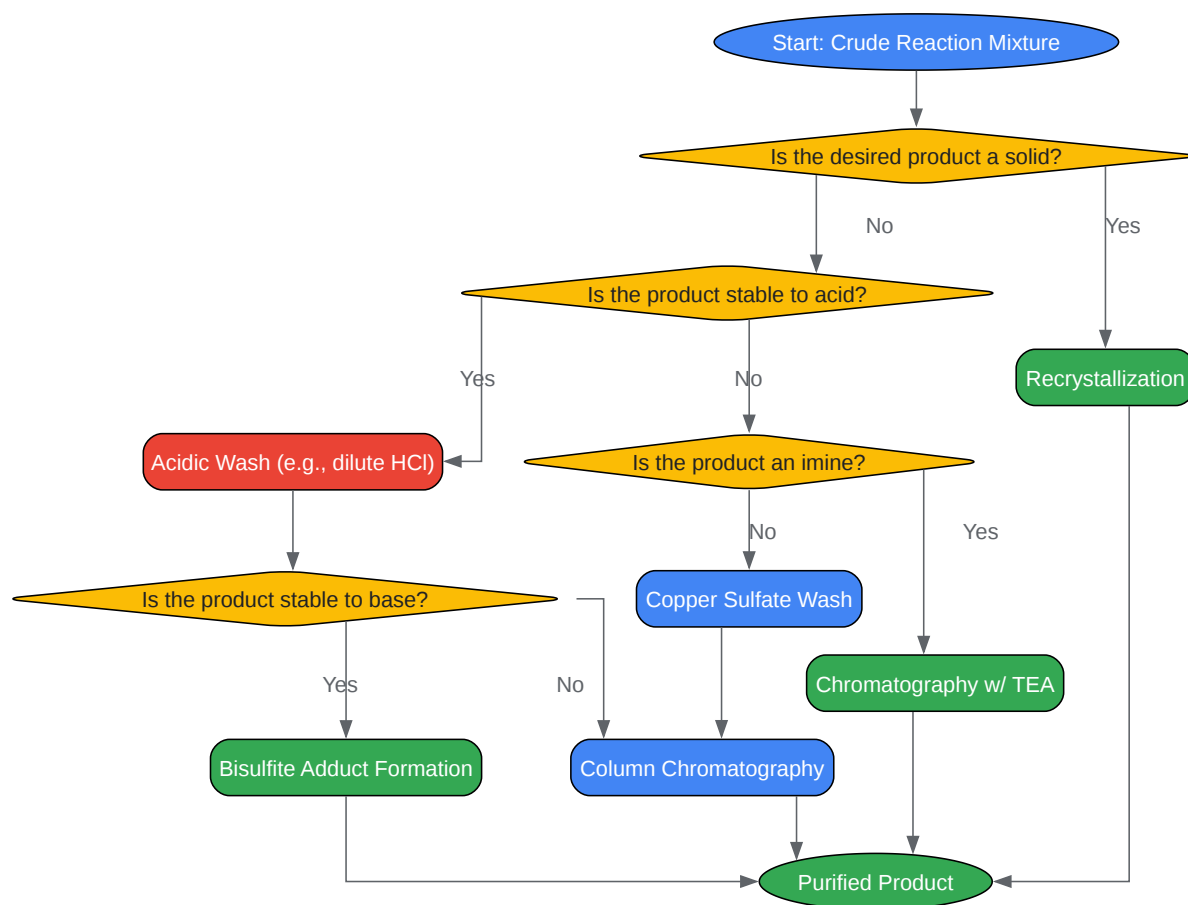 Start: Crude Reaction Mixture
Is the desired product a solid?
No
Yes
Is the product stable to acid?
Yes
No
Recrystallization
Acidic Wash (e.g., dilute HCl)
Is the product an imine?
No
Yes
Is the product stable to base?
Copper Sulfate Wash
Yes
No
Chromatography w/ TEA
Bisulfite Adduct Formation
Column Chromatography
Purified Product